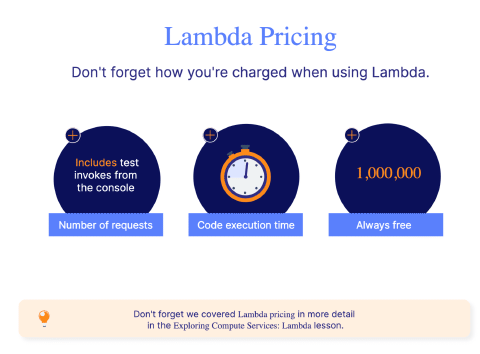 Lambda Pricing
Don't forget how you're charged when using Lambda.
Includes test
invokes from
the console
Number of requests
Code execution time
1,000,000
Always free
Don't forget we covered Lambda pricing in more detail
in the Exploring Compute Services: Lambda lesson.